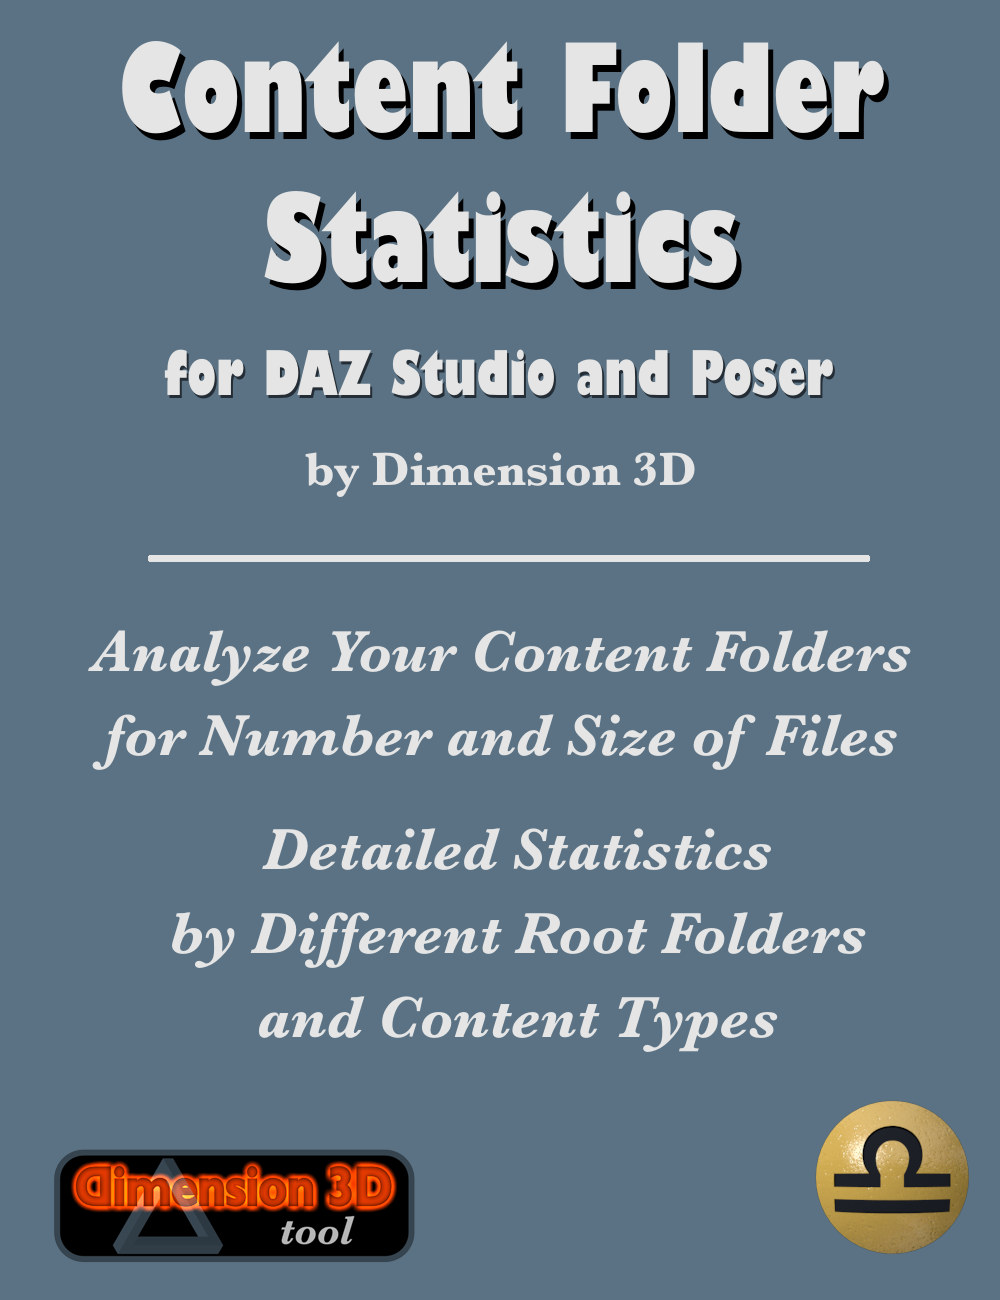 Content Folder
Statistics
for DAZ Studio and Poser
by Dimension 3D
Analyze Your Content Folders
for Number and Size of Files
Detailed Statistics
by Different Root Folders
and Content Types
Dimension 3D
tool